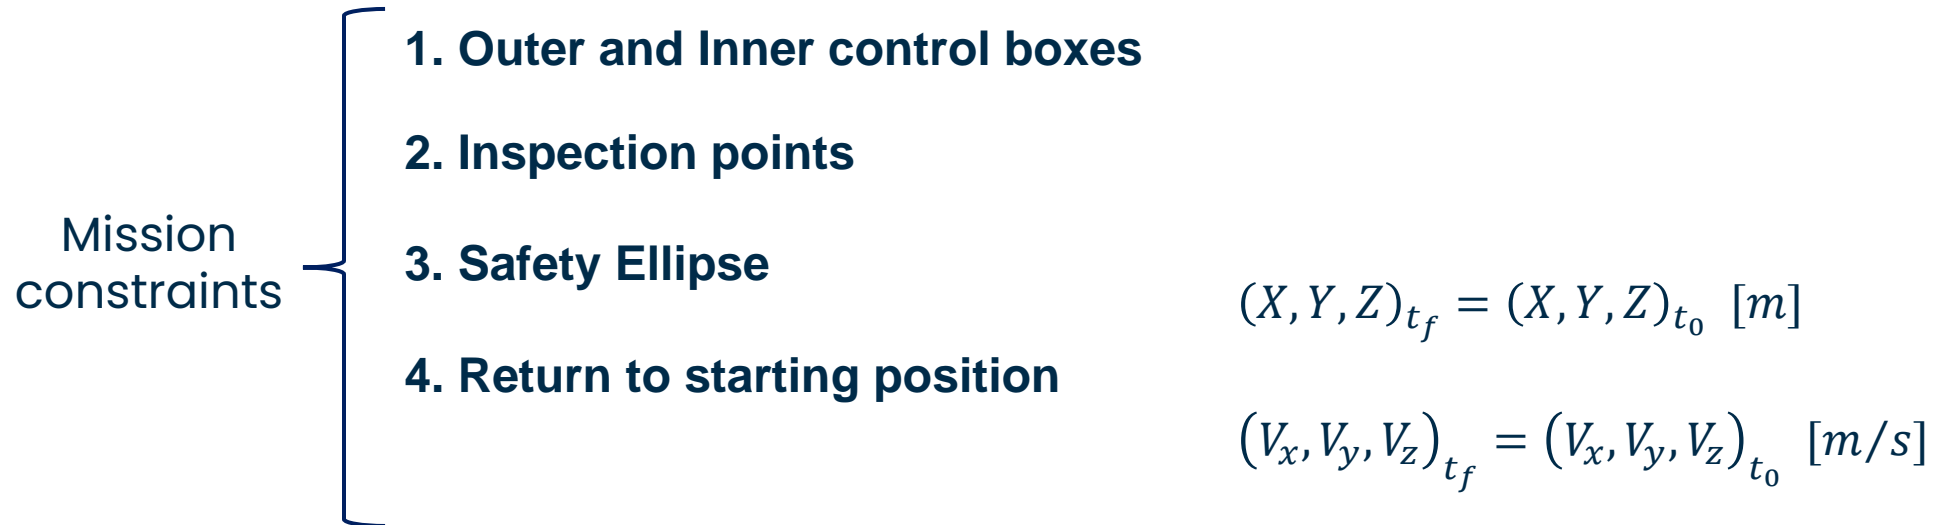 Mission
constraints
1. Outer and Inner control boxes
2. Inspection points
3. Safety Ellipse
4. Return to starting position
(X, Y, Z)_{t_f} = (X, Y, Z)_{t_0} [m]
(V_x, V_y, V_z)_{t_f} = (V_x, V_y, V_z)_{t_0} [m/s]